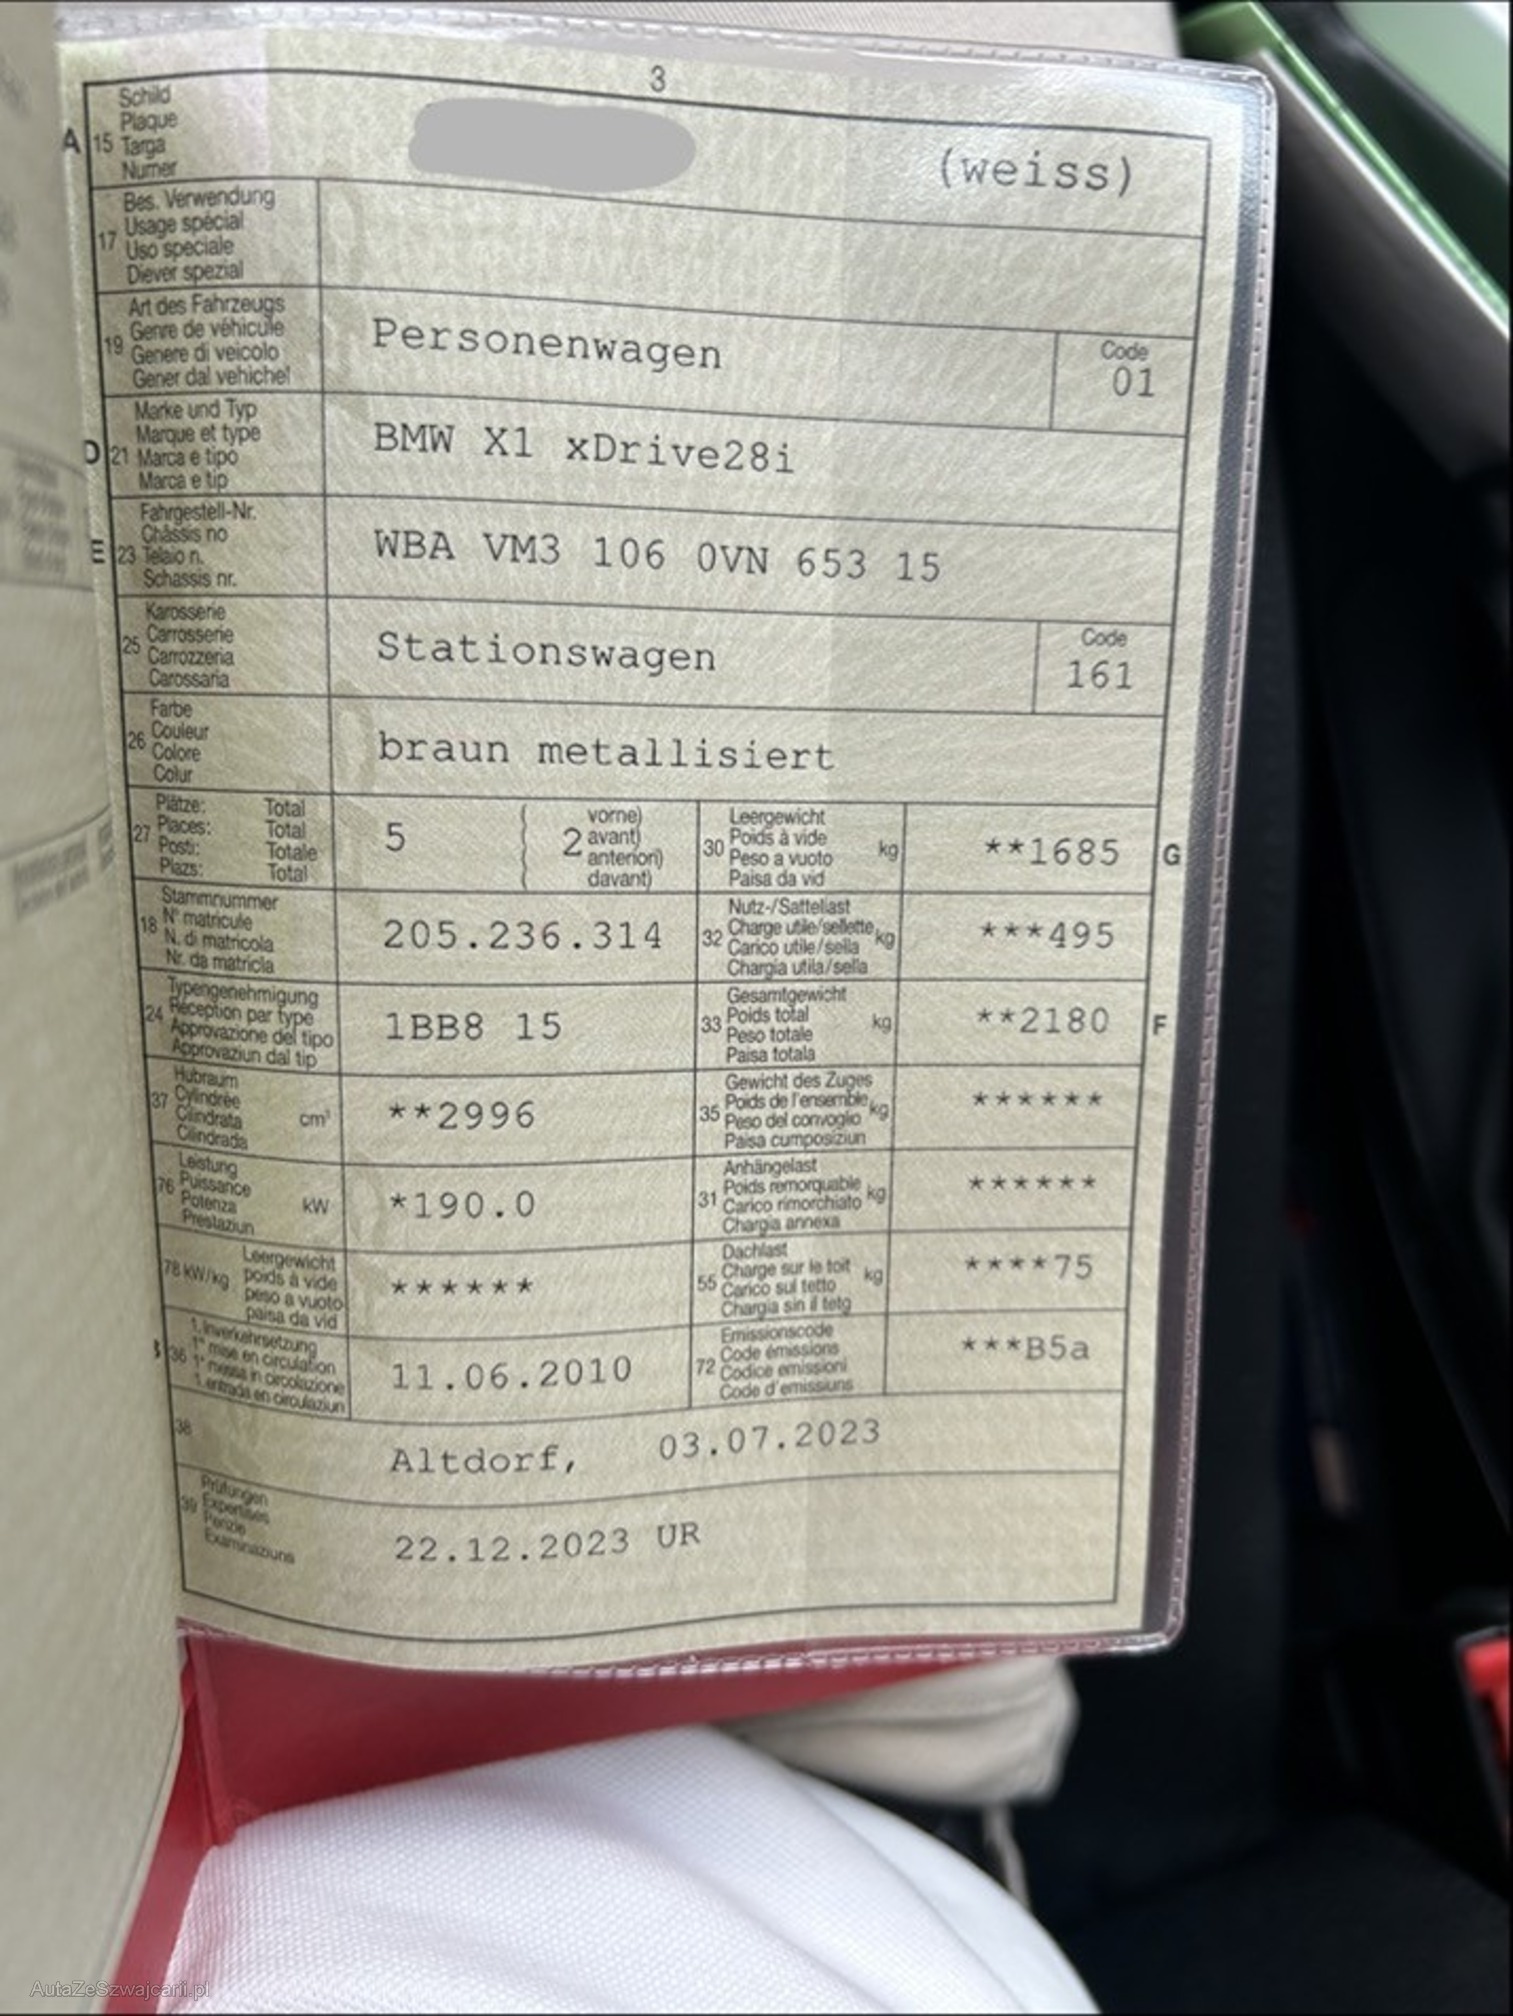 3
A 15 Schild
Plaque
Targa
Numer
(weiss)
17 Bes. Verwendung
Usage spécial
Uso speciale
Diever spezial
19 Art des Fahrzeugs
Genre de véhicule
Genere di veicolo
Gener dal vehichel
Personenwagen
Code
01
D 21 Marke und Typ
Marque et type
Marca e tipo
Marca e tip
BMW X1 xDrive28i
E 23 Fahrgestell-Nr.
Châssis no
Telaio n.
Schassis nr.
WBA VM3 106 0VN 653 15
25 Karosserie
Carrosserie
Carrozzeria
Carossaria
Stationswagen
Code
161
26 Farbe
Couleur
Colore
Colur
braun metallisiert
27 Plätze: Total
Places: Total
Posti: Totale
Plazs: Total
5
( 2 vorne)
avant)
anteriori)
davant)
30 Leergewicht
Poids à vide
Peso a vuoto
Paisa da vid
kg
**1685
G
18 Stammnummer
N° matricule
N. di matricola
Nr. da matricla
205.236.314
32 Nutz-/Sattellast
Charge utile/sellette
Carico utile/sella
Chargia utila/sella
kg
***495
24 Typengenehmigung
Réception par type
Approvazione del tipo
Approvaziun dal tip
1BB8 15
33 Gesamtgewicht
Poids total
Peso totale
Paisa totala
kg
**2180
F
37 Hubraum
Cylindrée
Cilindrata
Cilindrada
cm³
**2996
35 Gewicht des Zuges
Poids de l'ensemble
Peso del convoglio
Paisa cumposiziun
kg
******
76 Leistung
Puissance
Potenza
Prestaziun
kW
*190.0
31 Anhängelast
Poids remorquable
Carico rimorchiato
Chargia annexa
kg
******
78 kW/kg Leergewicht
poids à vide
peso a vuoto
paisa da vid
******
55 Dachlast
Charge sur le toit
Carico sul tetto
Chargia sin il tetg
kg
****75
36 1. Inverkehrsetzung
1re mise en circulation
1a messa in circolazione
1. entrada en circulaziun
11.06.2010
72 Emissionscode
Code émissions
Codice emissioni
Code d'emissiuns
***B5a
38
Altdorf, 03.07.2023
39 Prüfungen
Expertises
Perizie
Examinaziuns
22.12.2023 UR
AutaZeSzwajcarii.pl